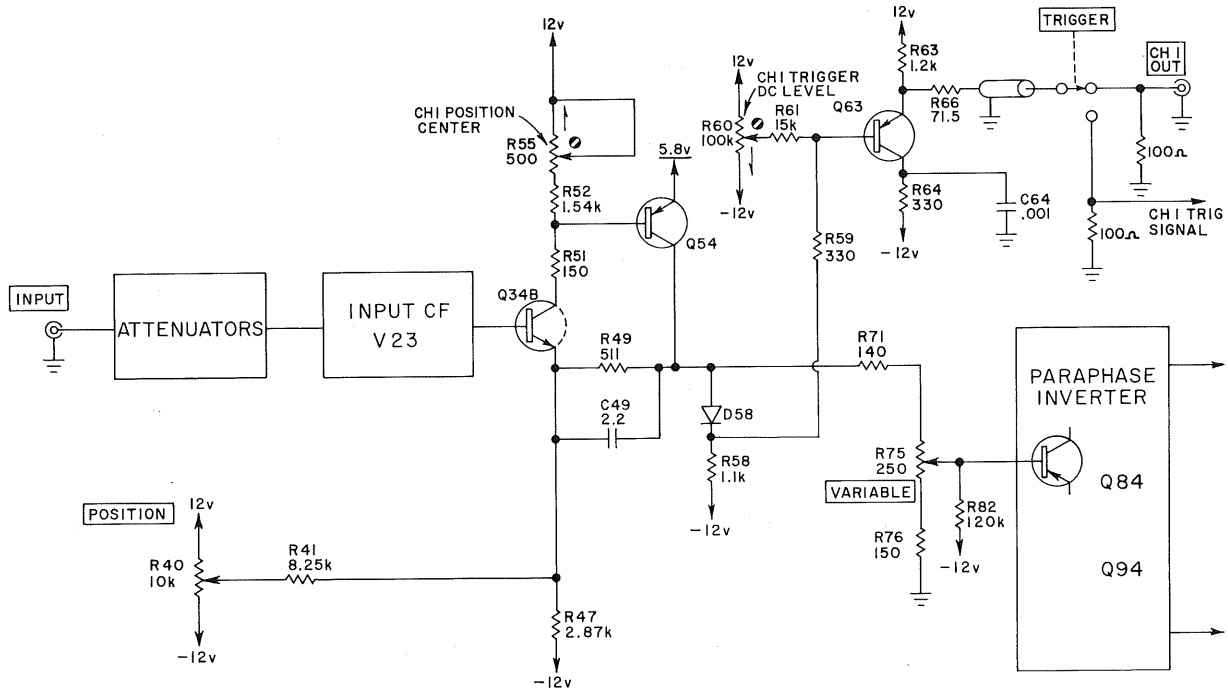 12v
CHI POSITION
CENTER
R55
500
R52
1.54k
R51
150
5.8v
Q54
Q34B
INPUT
ATTENUATORS
INPUT CF
V23
R49
511
C49
2.2
POSITION
12v
R40
10k
-12v
R41
8.25k
R47
2.87k
-12v
12v
CHI TRIGGER
DC LEVEL
R60
100k
-12v
R61
15k
Q63
12v
R63
1.2k
R66
71.5
R64
330
-12v
C64
.001
TRIGGER
CH I
OUT
100Ω
100Ω
CH I TRIG
SIGNAL
R59
330
D58
R58
1.1k
-12v
R71
140
R75
250
VARIABLE
R76
150
R82
120k
-12v
PARAPHASE
INVERTER
Q84
Q94